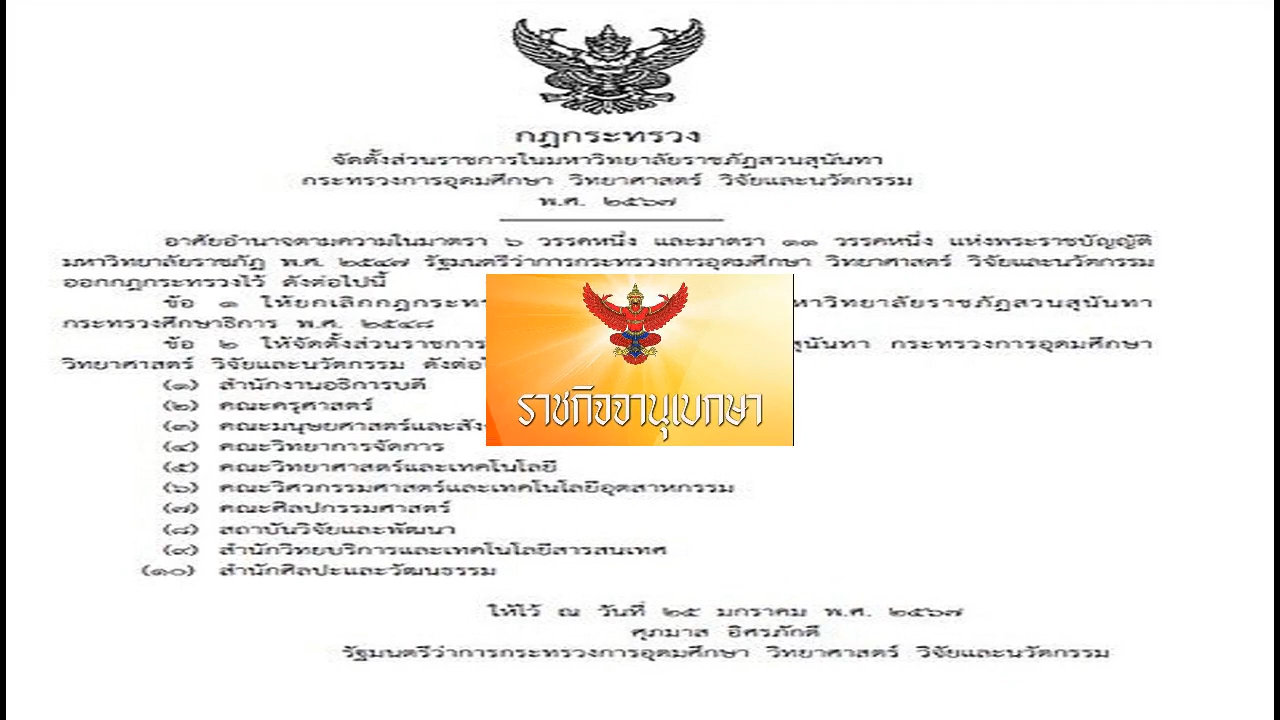 กฎกระทรวง
จัดตั้งส่วนราชการในมหาวิทยาลัยราชภัฏสวนสุนันทา
กระทรวงการอุดมศึกษา วิทยาศาสตร์ วิจัยและนวัตกรรม
พ.ศ. ๒๕๖๗
อาศัยอำนาจตามความในมาตรา ๖ วรรคหนึ่ง และมาตรา ๑๑ วรรคหนึ่ง แห่งพระราชบัญญัติ
มหาวิทยาลัยราชภัฏ พ.ศ. ๒๕๔๗ รัฐมนตรีว่าการกระทรวงการอุดมศึกษา วิทยาศาสตร์ วิจัยและนวัตกรรม
ออกกฎกระทรวงไว้ ดังต่อไปนี้
ข้อ ๑ ให้ยกเลิกกฎกระทร หาวิทยาลัยราชภัฏสวนสุนันทา
กระทรวงศึกษาธิการ พ.ศ. ๒๕๔๘
ข้อ ๒ ให้จัดตั้งส่วนราชการ สุนันทา กระทรวงการอุดมศึกษา
วิทยาศาสตร์ วิจัยและนวัตกรรม ดังต่อ
(๑) สำนักงานอธิการบดี
(๒) คณะครุศาสตร์
(๓) คณะมนุษยศาสตร์และสัง
(๔) คณะวิทยาการจัดการ
(๕) คณะวิทยาศาสตร์และเทคโนโลยี
(๖) คณะวิศวกรรมศาสตร์และเทคโนโลยีอุตสาหกรรม
(๗) คณะศิลปกรรมศาสตร์
(๘) สถาบันวิจัยและพัฒนา
(๙) สำนักวิทยบริการและเทคโนโลยีสารสนเทศ
(๑๐) สำนักศิลปะและวัฒนธรรม
ราชกิจจานุเบกษา
ให้ไว้ ณ วันที่ ๒๕ มกราคม พ.ศ. ๒๕๖๗
ศุภมาส อิศรภักดี
รัฐมนตรีว่าการกระทรวงการอุดมศึกษา วิทยาศาสตร์ วิจัยและนวัตกรรม